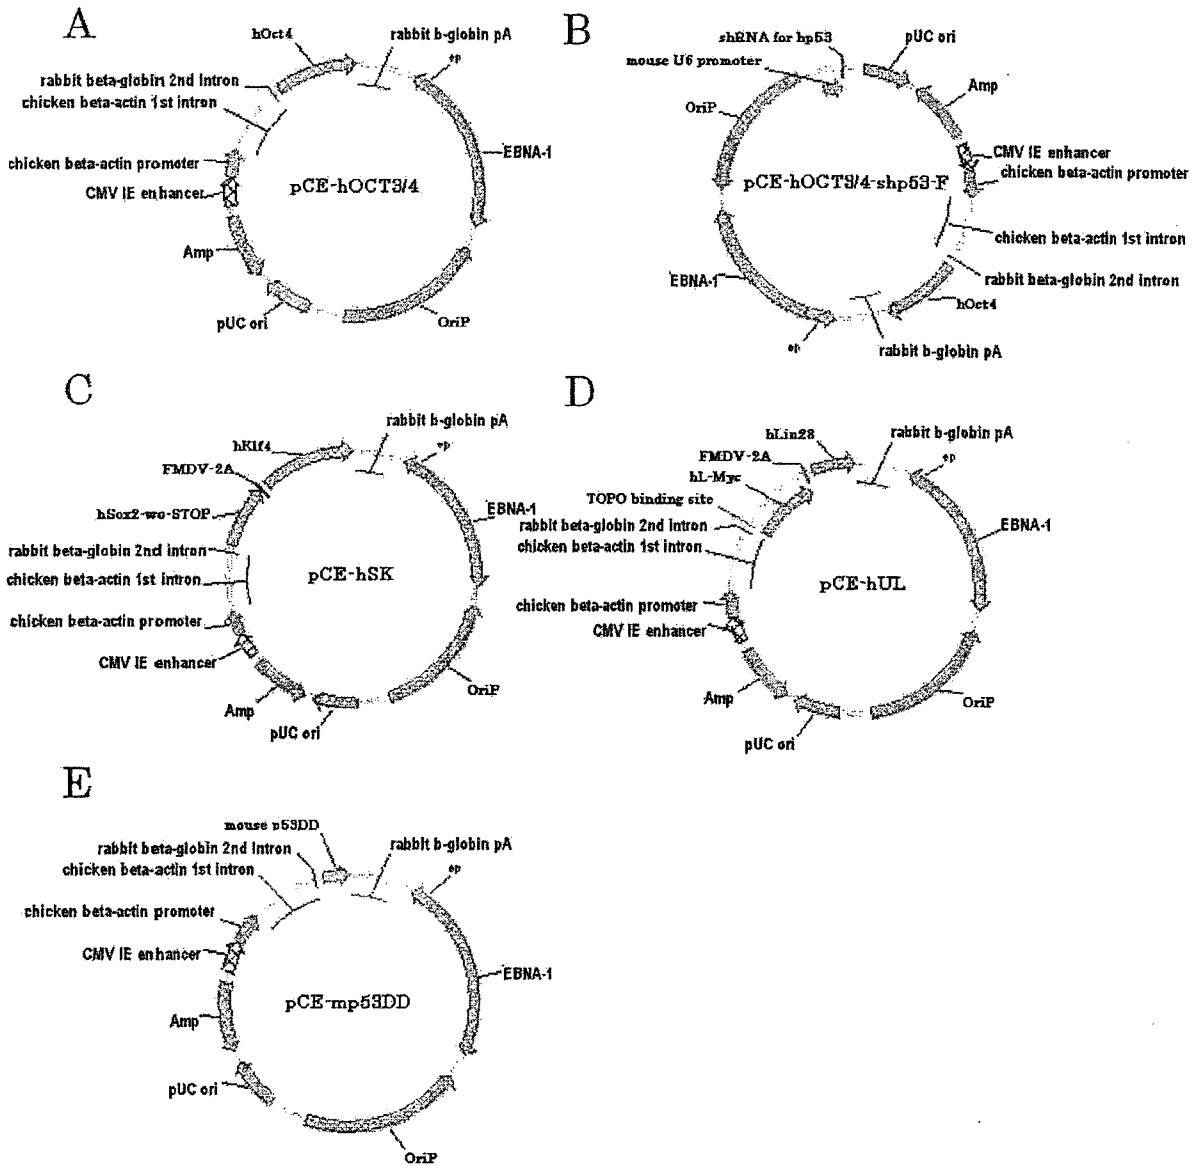 A
hOct4
rabbit b-globin pA
ep
rabbit beta-globin 2nd intron
chicken beta-actin 1st intron
EBNA-1
chicken beta-actin promoter
pCE-hOCT3/4
CMV IE enhancer
Amp
pUC ori
OriP
B
shRNA for hp53
pUC ori
mouse U6 promoter
Amp
OriP
CMV IE enhancer
chicken beta-actin promoter
pCE-hOCT3/4-shp53-F
chicken beta-actin 1st intron
EBNA-1
rabbit beta-globin 2nd intron
hOct4
ep
rabbit b-globin pA
C
rabbit b-globin pA
hKlf4
ep
FMDV-2A
EBNA-1
hSox2-wo-STOP
rabbit beta-globin 2nd intron
chicken beta-actin 1st intron
pCE-hSK
chicken beta-actin promoter
CMV IE enhancer
OriP
Amp
pUC ori
D
hLin28
rabbit b-globin pA
FMDV-2A
ep
hL-Myc
TOPO binding site
rabbit beta-globin 2nd intron
EBNA-1
chicken beta-actin 1st intron
pCE-hUL
chicken beta-actin promoter
CMV IE enhancer
Amp
OriP
pUC ori
E
mouse p53DD
rabbit beta-globin 2nd intron
rabbit b-globin pA
chicken beta-actin 1st intron
ep
chicken beta-actin promoter
CMV IE enhancer
EBNA-1
pCE-mp53DD
Amp
pUC ori
OriP